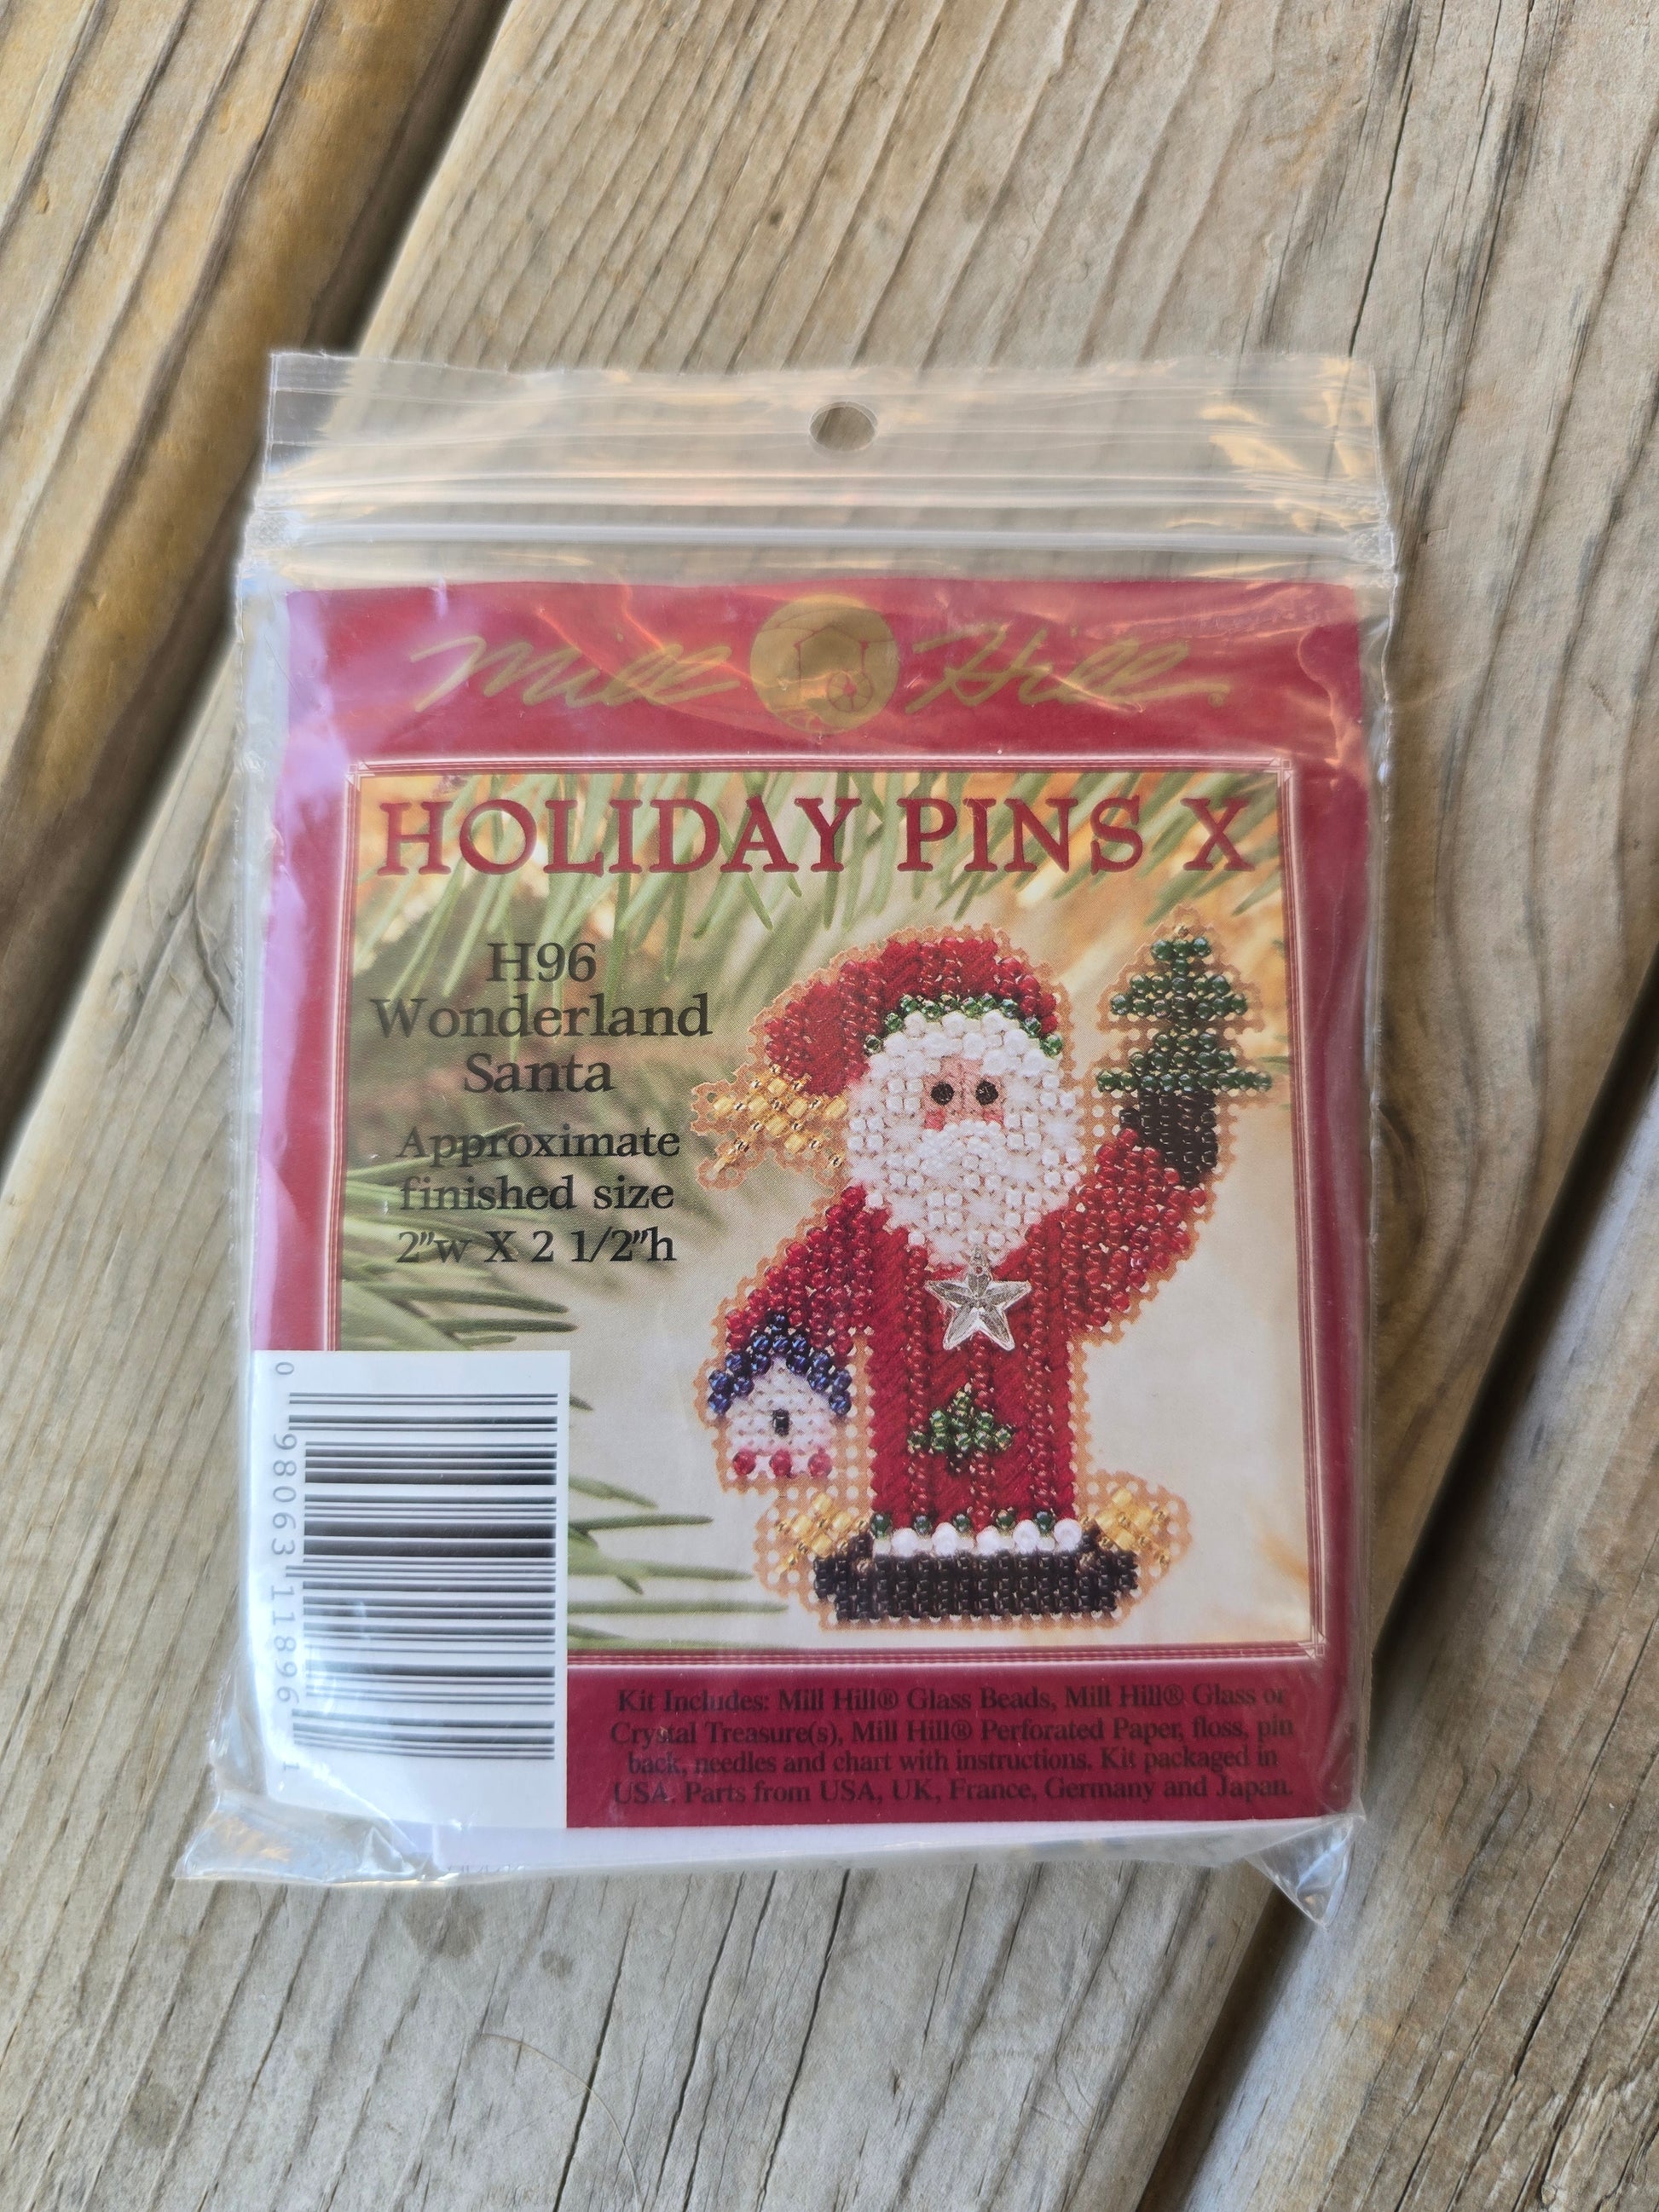 Mill Hill
HOLIDAY PINS X
H96
Wonderland
Santa
Approximate
finished size
2"w X 2 1/2"h
0 98063 11896 1
Kit Includes: Mill Hill® Glass Beads, Mill Hill® Glass or
Crystal Treasure(s), Mill Hill® Perforated Paper, floss, pin
back, needles and chart with instructions. Kit packaged in
USA. Parts from USA, UK, France, Germany and Japan.